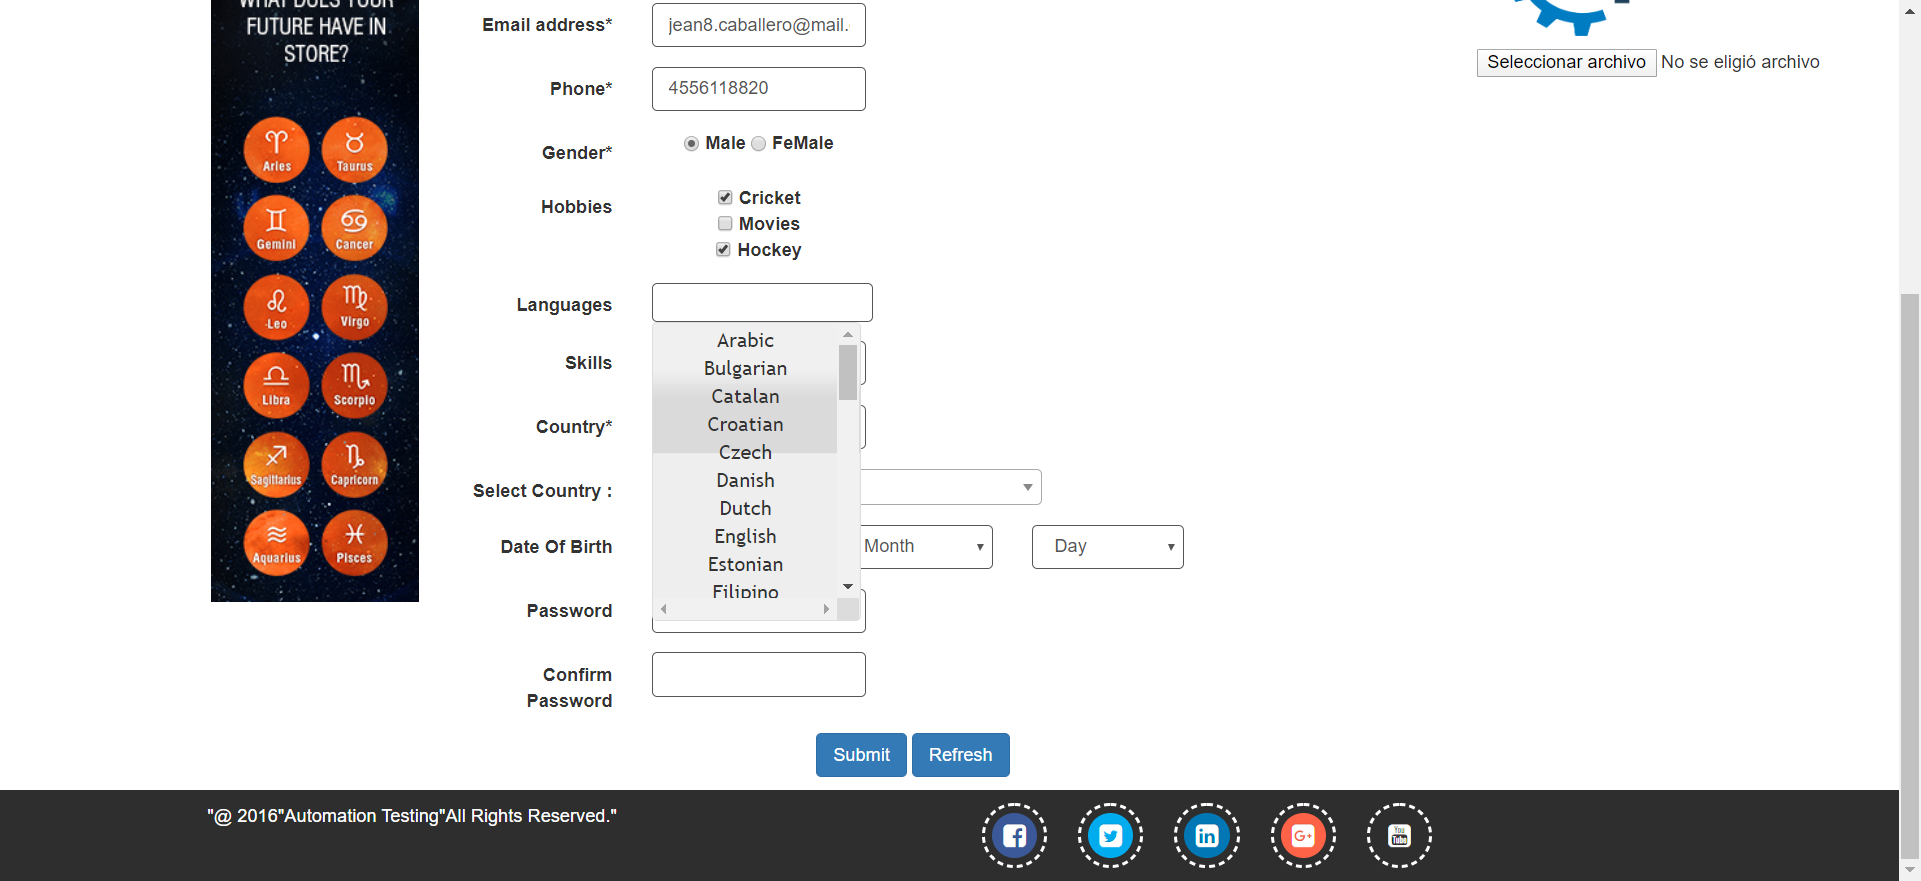 WHAT DOES YOUR
FUTURE HAVE IN
STORE?
Aries
Taurus
Gemini
Cancer
Leo
Virgo
Libra
Scorpio
Sagittarius
Capricorn
Aquarius
Pisces
Email address*
jean8.caballero@mail.
Phone*
4556118820
Gender*
Male FeMale
Hobbies
Cricket
Movies
Hockey
Languages
Arabic
Bulgarian
Catalan
Croatian
Czech
Danish
Dutch
English
Estonian
Filipino
Skills
Country*
Select Country :
Date Of Birth
Month
Day
Password
Confirm
Password
Submit
Refresh
Seleccionar archivo No se eligió archivo
"@ 2016"Automation Testing"All Rights Reserved."
in
G+
You
Tube